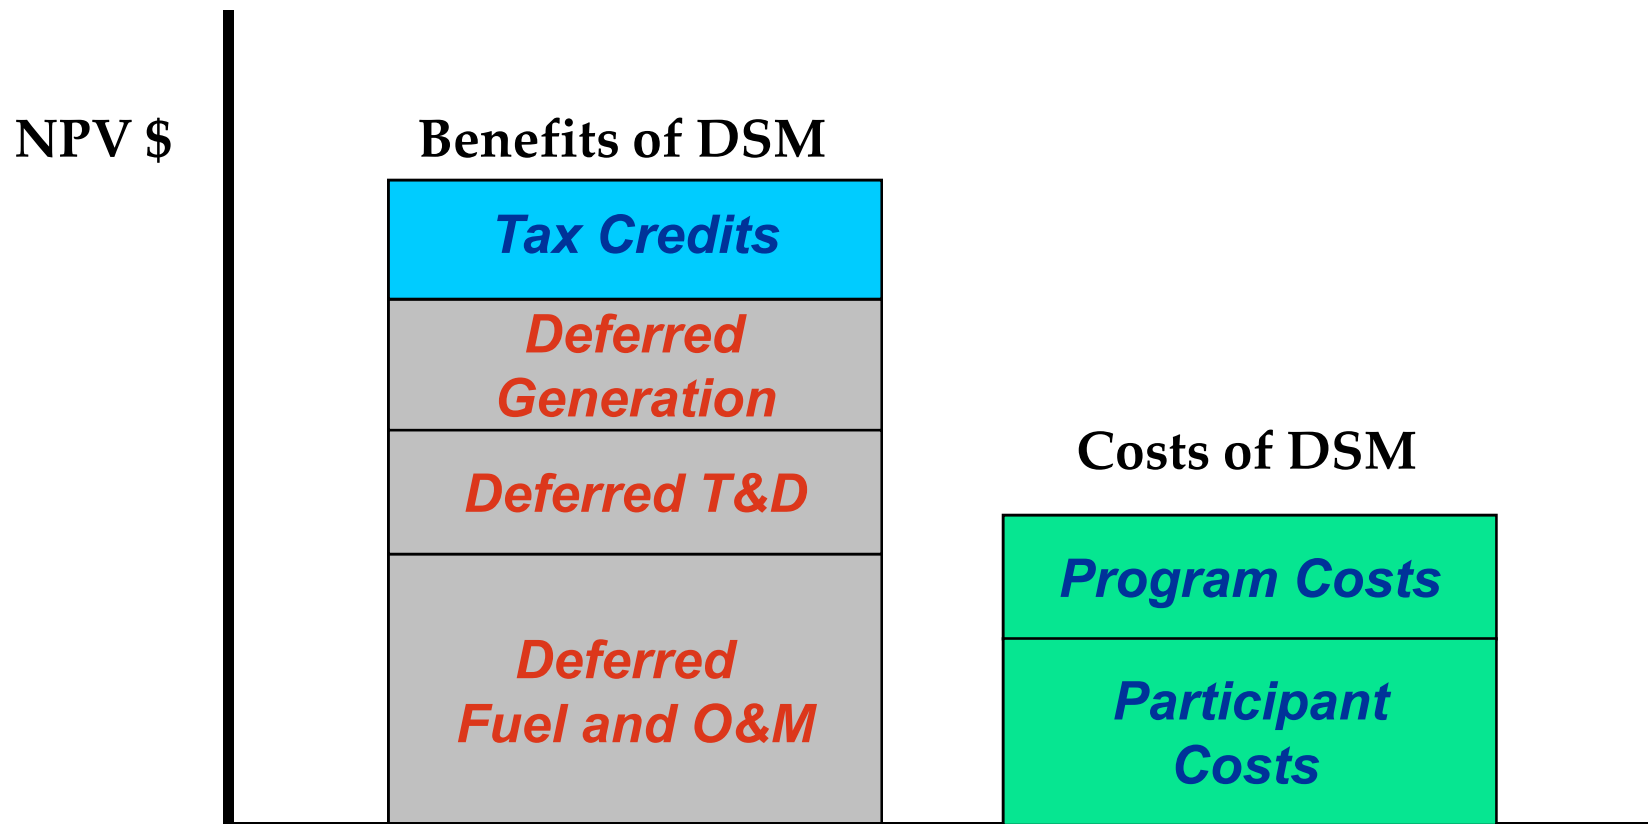 NPV $
Benefits of DSM
Tax Credits
Deferred
Generation
Deferred T&D
Deferred
Fuel and O&M
Costs of DSM
Program Costs
Participant
Costs